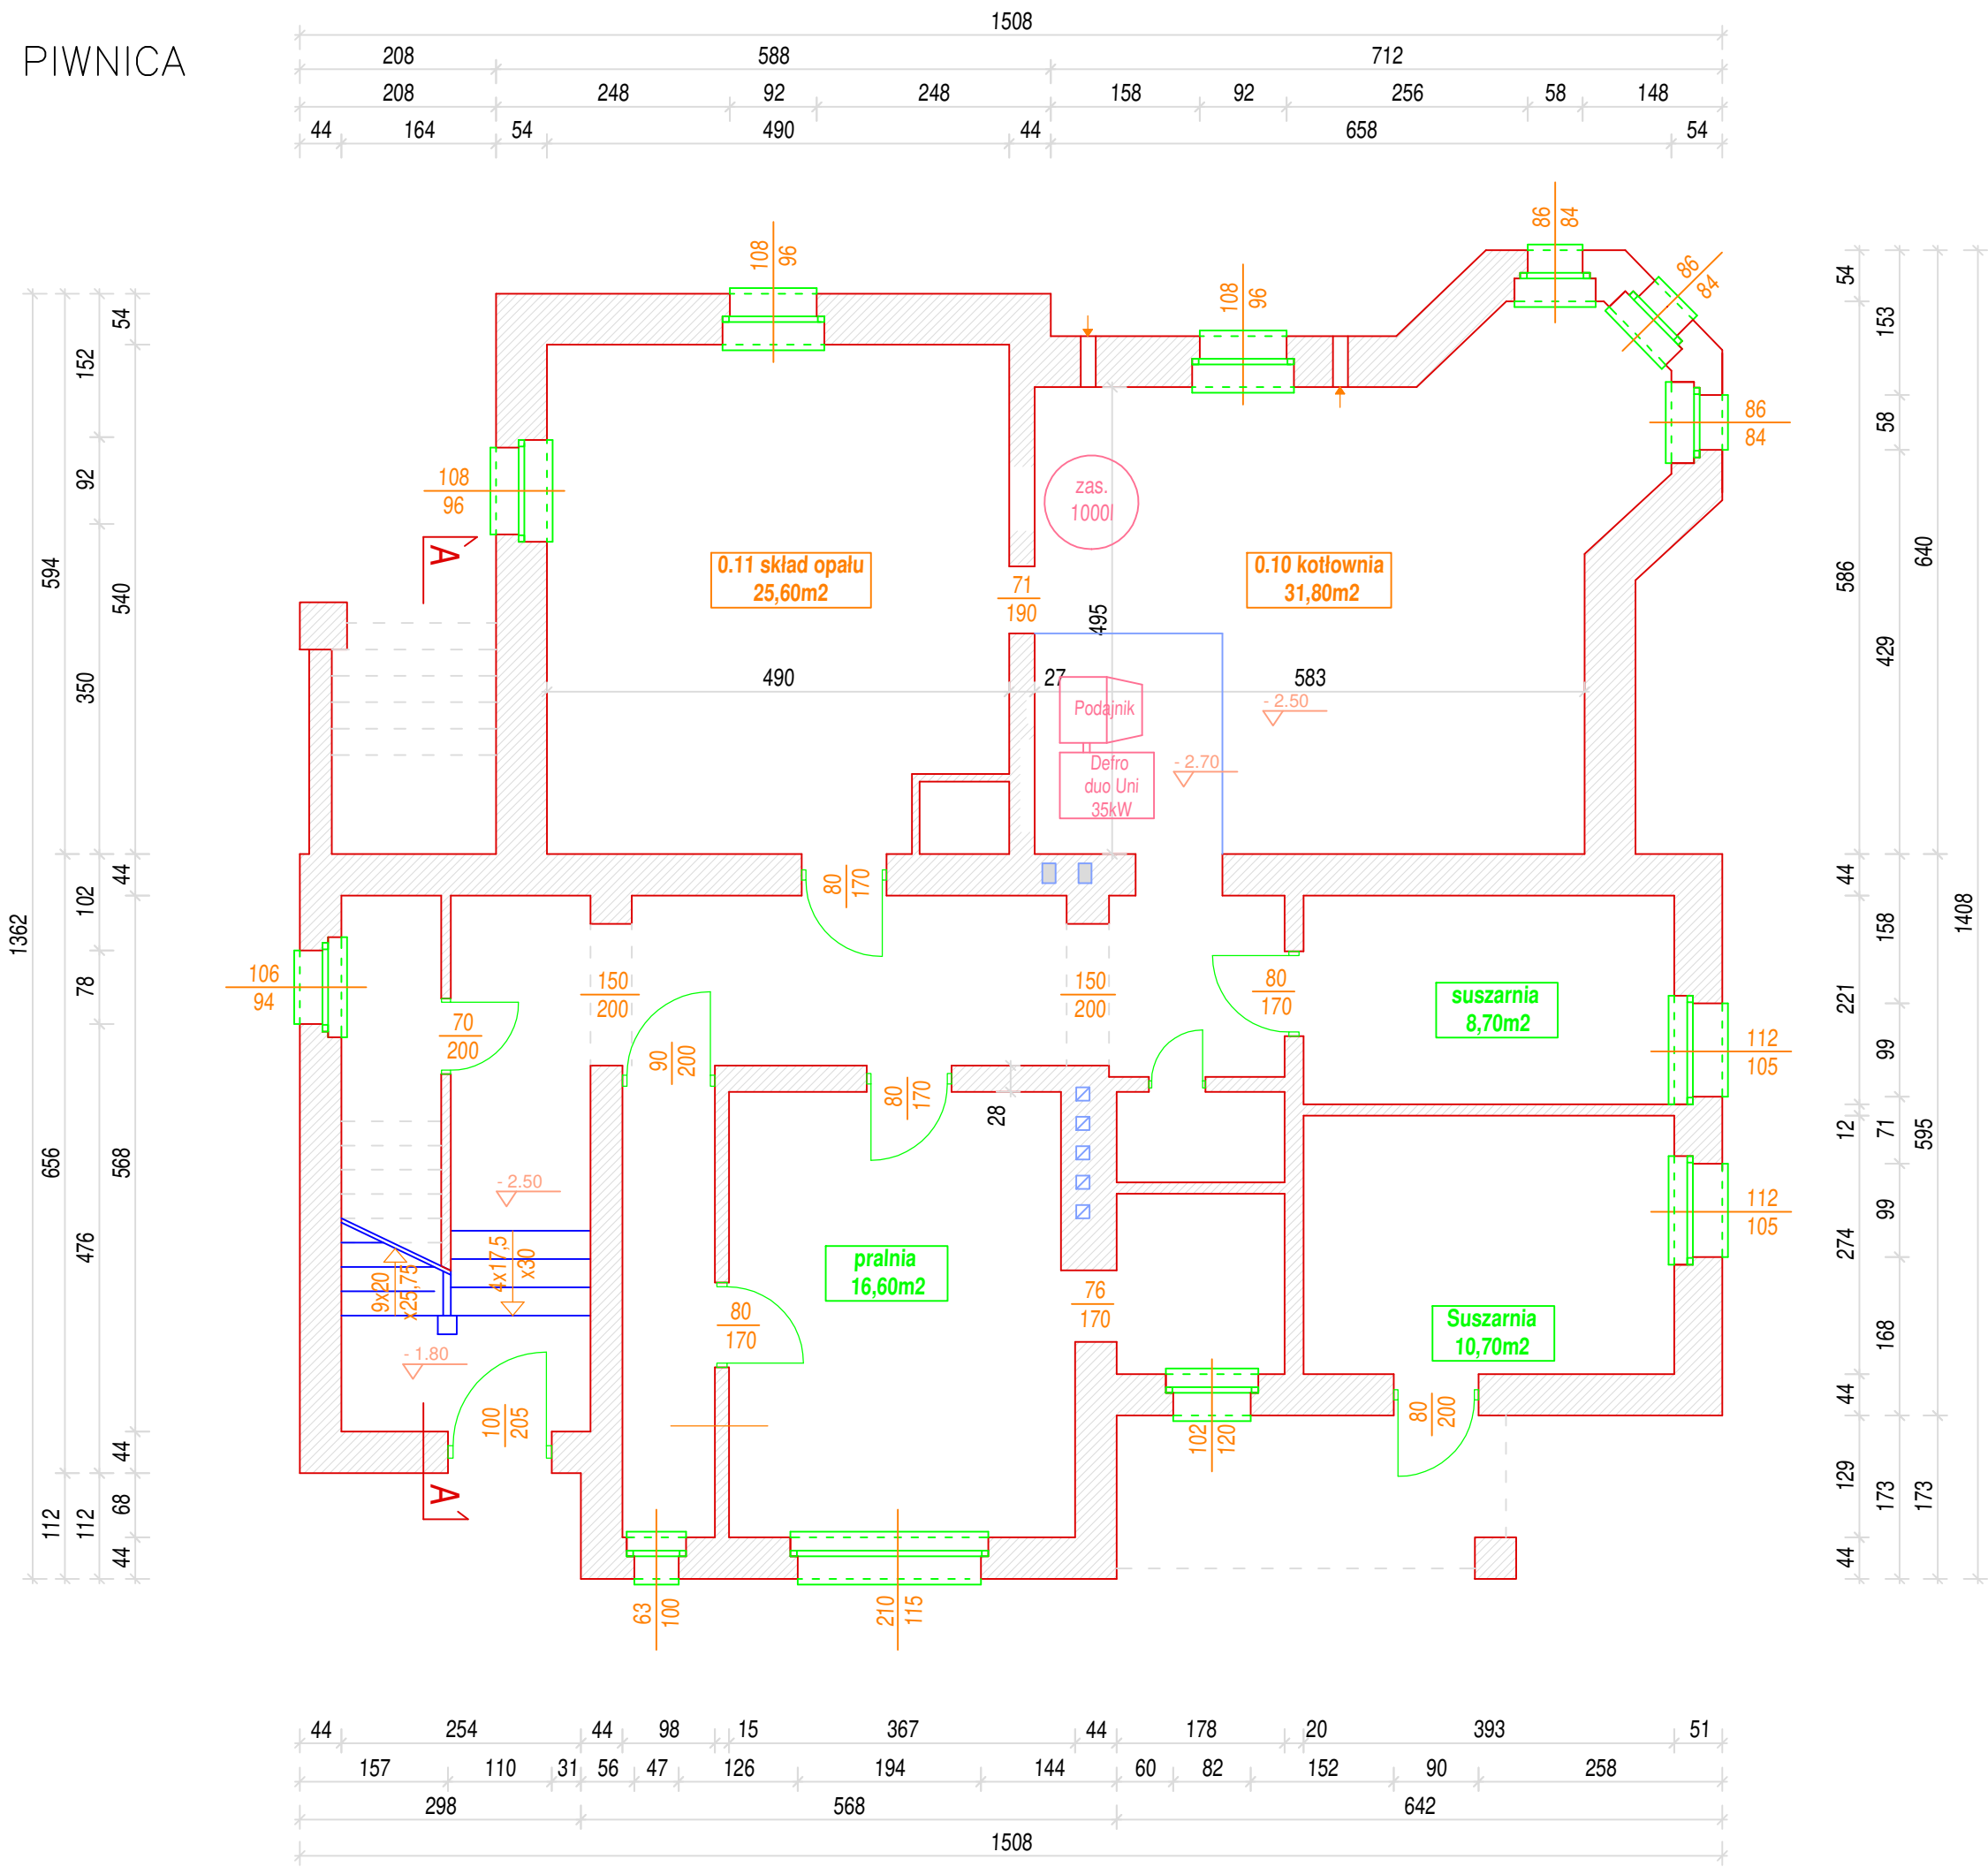 PIWNICA
1508
208 588 712
208 248 92 248 158 92 256 58 148
44 164 54 490 44 658 54
108
96
108
96
86
84
86
84
86
84
108
96
A
zas.
1000l
0.11 skład opału
25,60m2
0.10 kotłownia
31,80m2
71
190
495
490 27 583
Podajnik
- 2.50
- 2.70
Defro
duo Uni
35kW
80
170
106
94
150
200
150
200
70
200
90
200
80
170
28
80
170
suszarnia
8,70m2
112
105
- 2.50
112
105
9x20
x25,75
4x17,5
x30
pralnia
16,60m2
76
170
80
170
Suszarnia
10,70m2
- 1.80
100
205
102
120
80
200
A'
63
100
210
115
1362
594 656 112
152 92 350 102 78 476 112
54 540 44 568 44 68 44
54 586 44 221 12 274 44 129 44
153 58 429 158 99 71 99 168 173
640 595 173
1408
44 254 44 98 15 367 44 178 20 393 51
157 110 31 56 47 126 194 144 60 82 152 90 258
298 568 642
1508